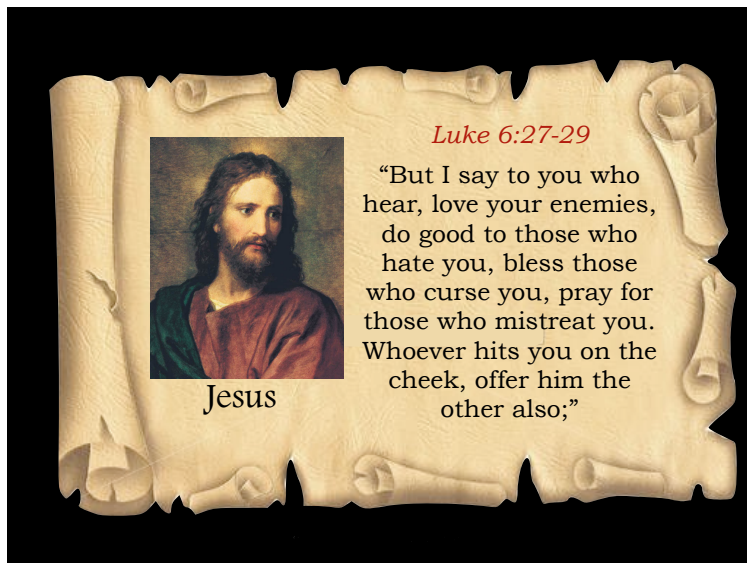 Luke 6:27-29
“But I say to you who
hear, love your enemies,
do good to those who
hate you, bless those
who curse you, pray for
those who mistreat you.
Whoever hits you on the
cheek, offer him the
other also;”
Jesus